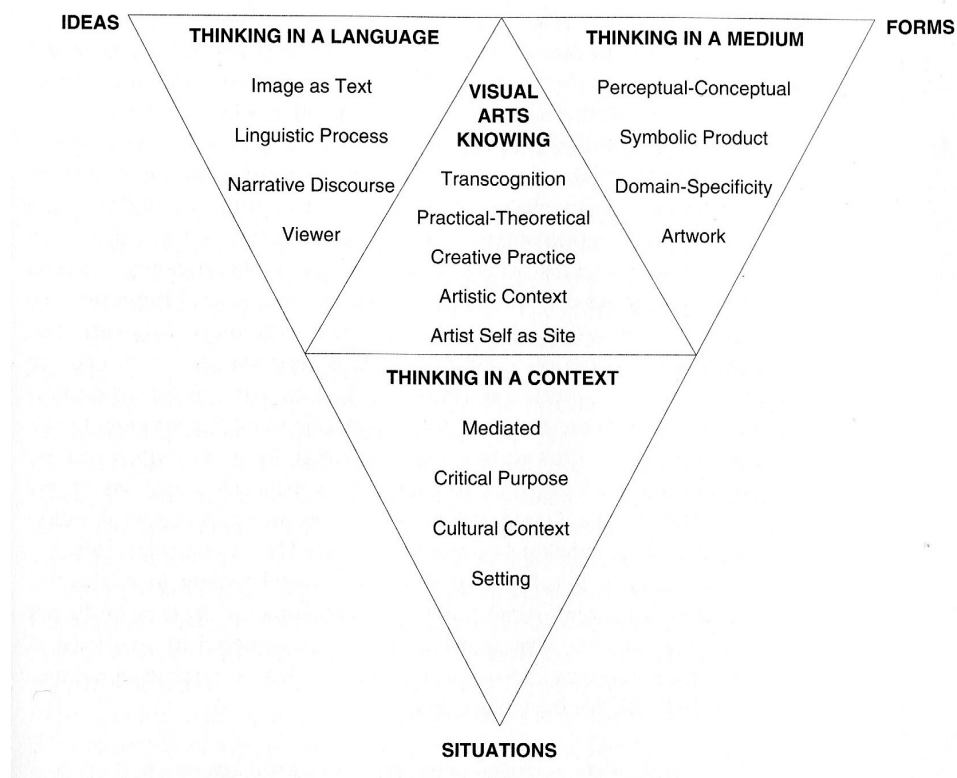 IDEAS
THINKING IN A LANGUAGE
Image as Text
Linguistic Process
Narrative Discourse
Viewer
VISUAL
ARTS
KNOWING
Transcognition
Practical-Theoretical
Creative Practice
Artistic Context
Artist Self as Site
THINKING IN A MEDIUM
Perceptual-Conceptual
Symbolic Product
Domain-Specificity
Artwork
FORMS
THINKING IN A CONTEXT
Mediated
Critical Purpose
Cultural Context
Setting
SITUATIONS